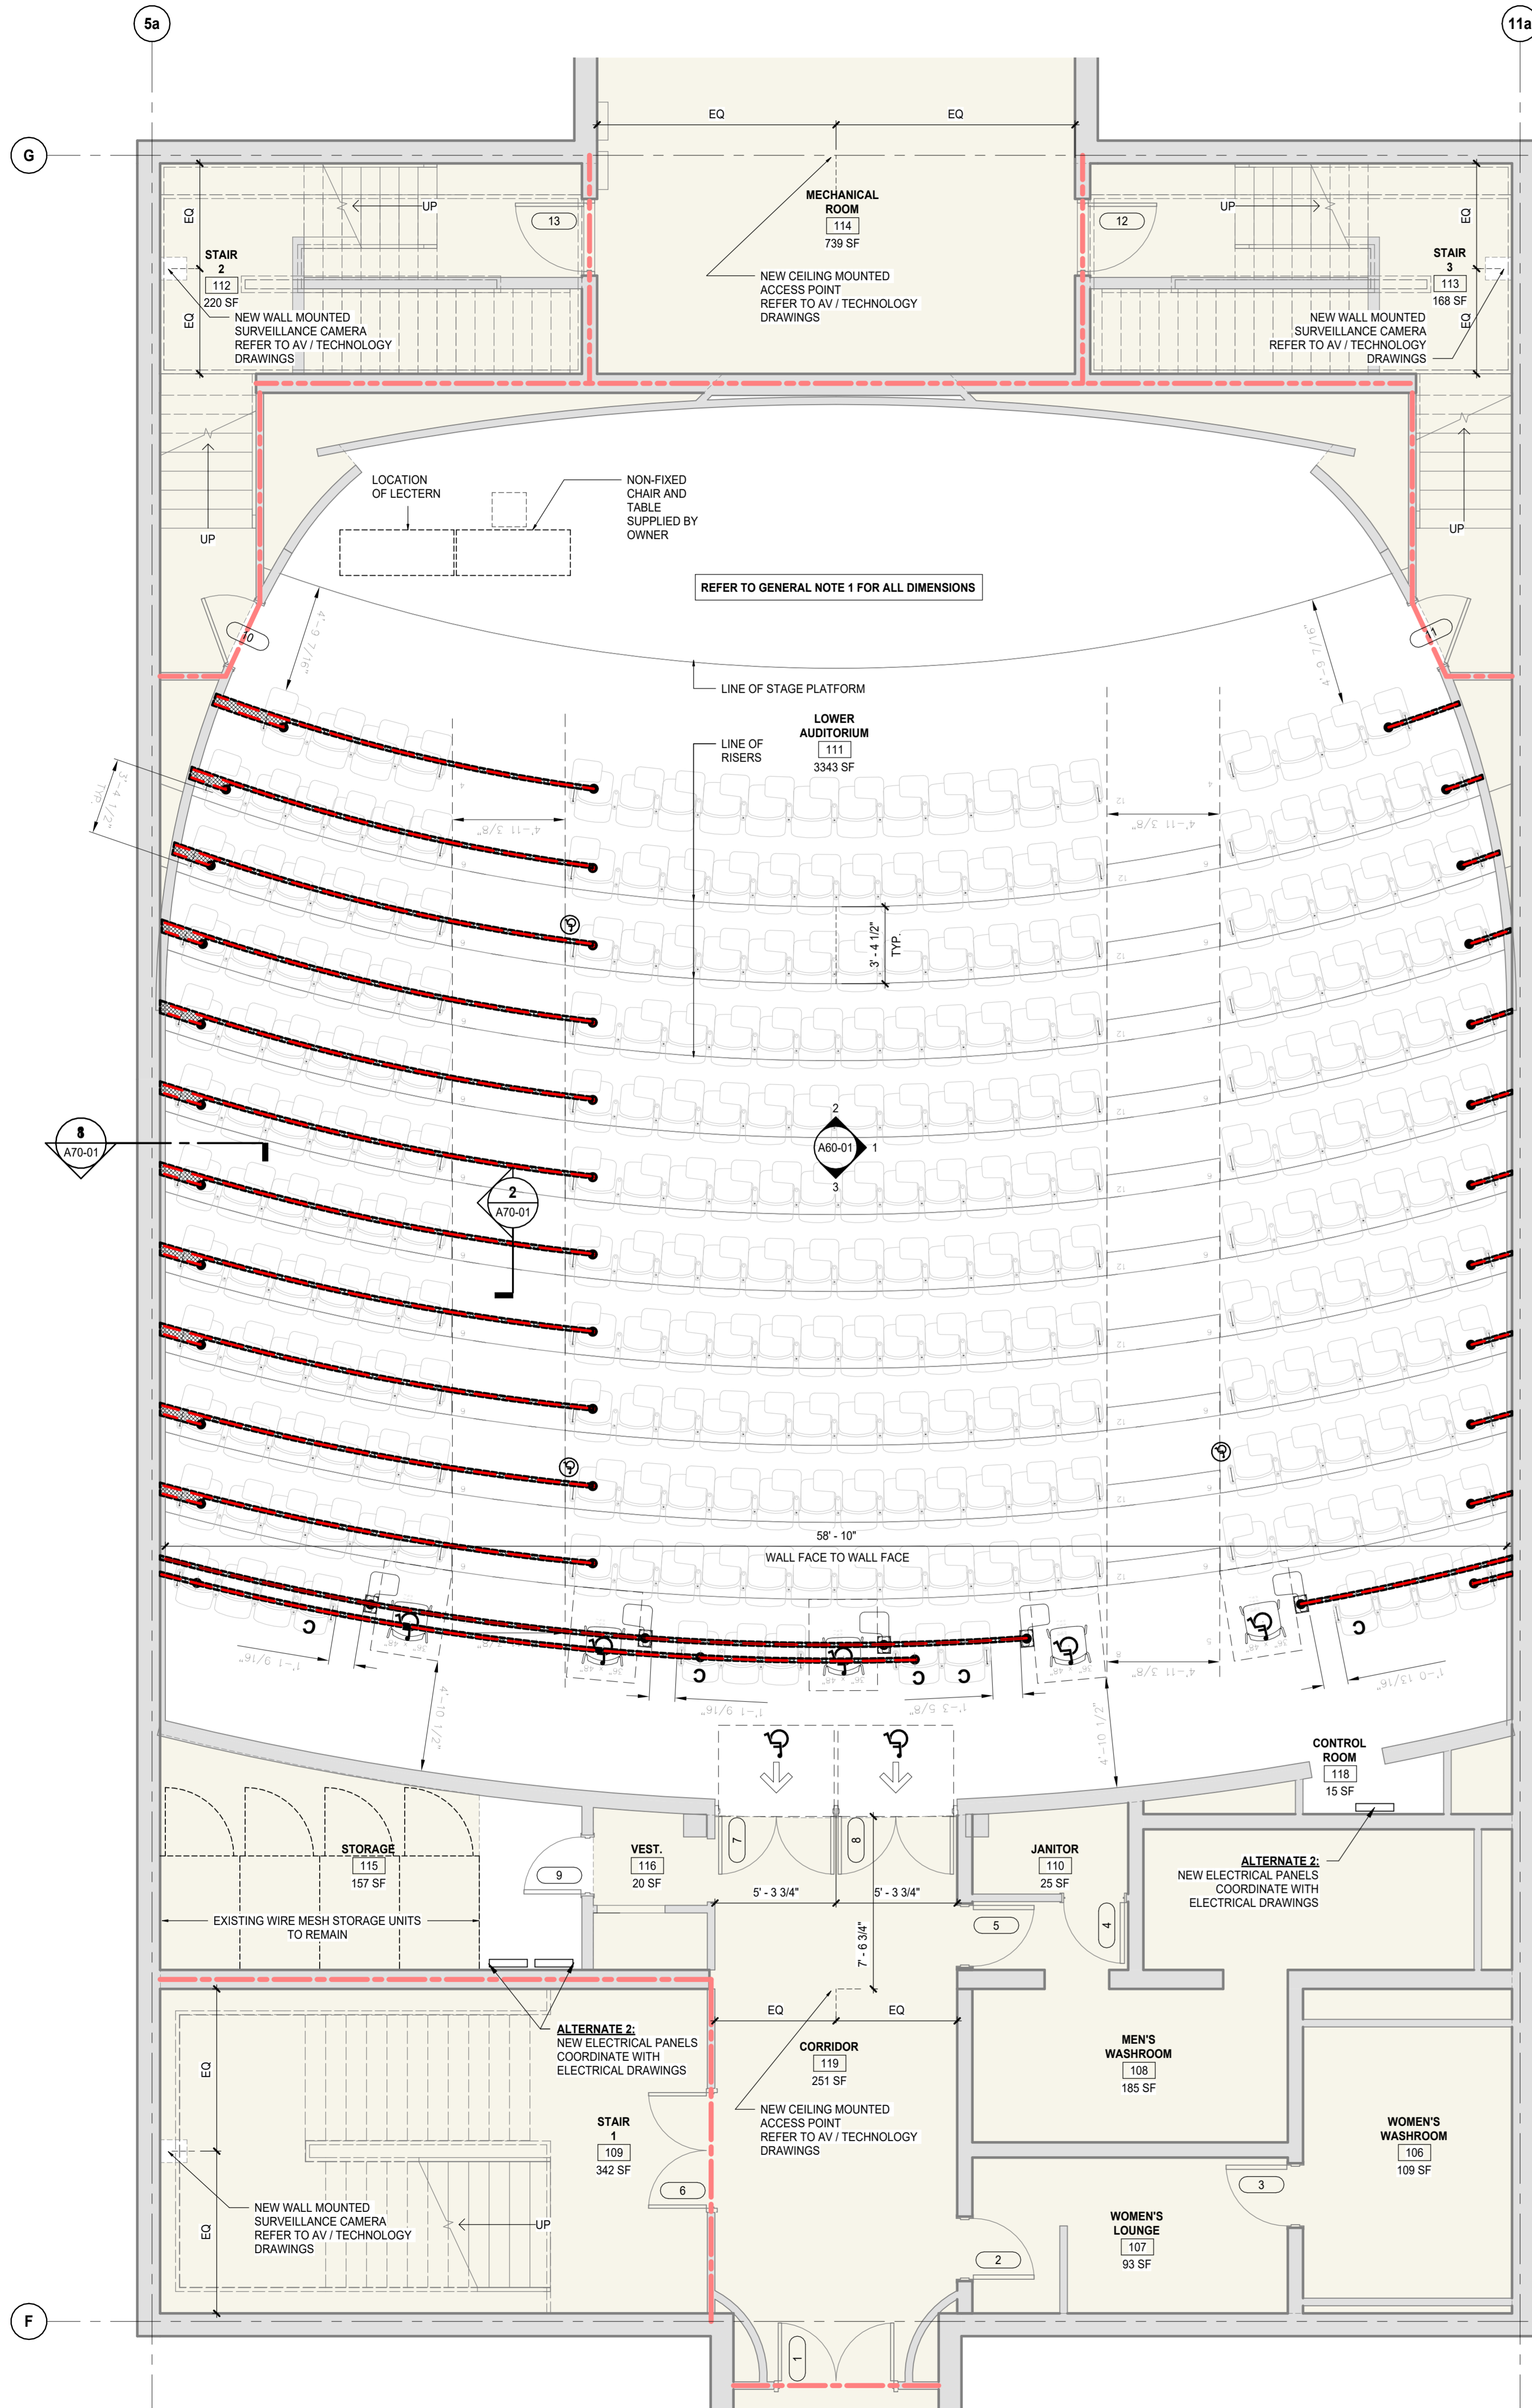 5a
11a
G
EQ
EQ
MECHANICAL
ROOM
114
739 SF
UP
13
12
UP
EQ
EQ
STAIR
2
112
220 SF
STAIR
3
113
168 SF
NEW CEILING MOUNTED
ACCESS POINT
REFER TO AV / TECHNOLOGY
DRAWINGS
EQ
EQ
NEW WALL MOUNTED
SURVEILLANCE CAMERA
REFER TO AV / TECHNOLOGY
DRAWINGS
NEW WALL MOUNTED
SURVEILLANCE CAMERA
REFER TO AV / TECHNOLOGY
DRAWINGS
LOCATION
OF LECTERN
NON-FIXED
CHAIR AND
TABLE
SUPPLIED BY
OWNER
UP
UP
REFER TO GENERAL NOTE 1 FOR ALL DIMENSIONS
10
11
4'-9 7/16"
4'-9 7/16"
LINE OF STAGE PLATFORM
LOWER
AUDITORIUM
111
3343 SF
LINE OF
RISERS
3'-4 1/2"
TYP.
4'-11 3/8"
4'-11 3/8"
4
12
3' - 4 1/2"
TYP.
6
12
6
8
A70-01
2
A70-01
2
A60-01
1
3
58' - 10"
WALL FACE TO WALL FACE
C
C
C
C
C
36" x 48"
36" x 48"
36" x 48"
1'-1 9/16"
1'-1 9/16"
1'-3 5/8"
4'-11 3/8"
1'-0 13/16"
4'-10 1/2"
4'-10 1/2"
CONTROL
ROOM
118
15 SF
STORAGE
115
157 SF
9
VEST.
116
20 SF
7
8
JANITOR
110
25 SF
ALTERNATE 2:
NEW ELECTRICAL PANELS
COORDINATE WITH
ELECTRICAL DRAWINGS
5' - 3 3/4"
5' - 3 3/4"
7' - 6 3/4"
5
4
EXISTING WIRE MESH STORAGE UNITS
TO REMAIN
EQ
EQ
ALTERNATE 2:
NEW ELECTRICAL PANELS
COORDINATE WITH
ELECTRICAL DRAWINGS
CORRIDOR
119
251 SF
MEN'S
WASHROOM
108
185 SF
EQ
EQ
STAIR
1
109
342 SF
6
NEW CEILING MOUNTED
ACCESS POINT
REFER TO AV / TECHNOLOGY
DRAWINGS
WOMEN'S
WASHROOM
106
109 SF
3
NEW WALL MOUNTED
SURVEILLANCE CAMERA
REFER TO AV / TECHNOLOGY
DRAWINGS
UP
WOMEN'S
LOUNGE
107
93 SF
2
F
1